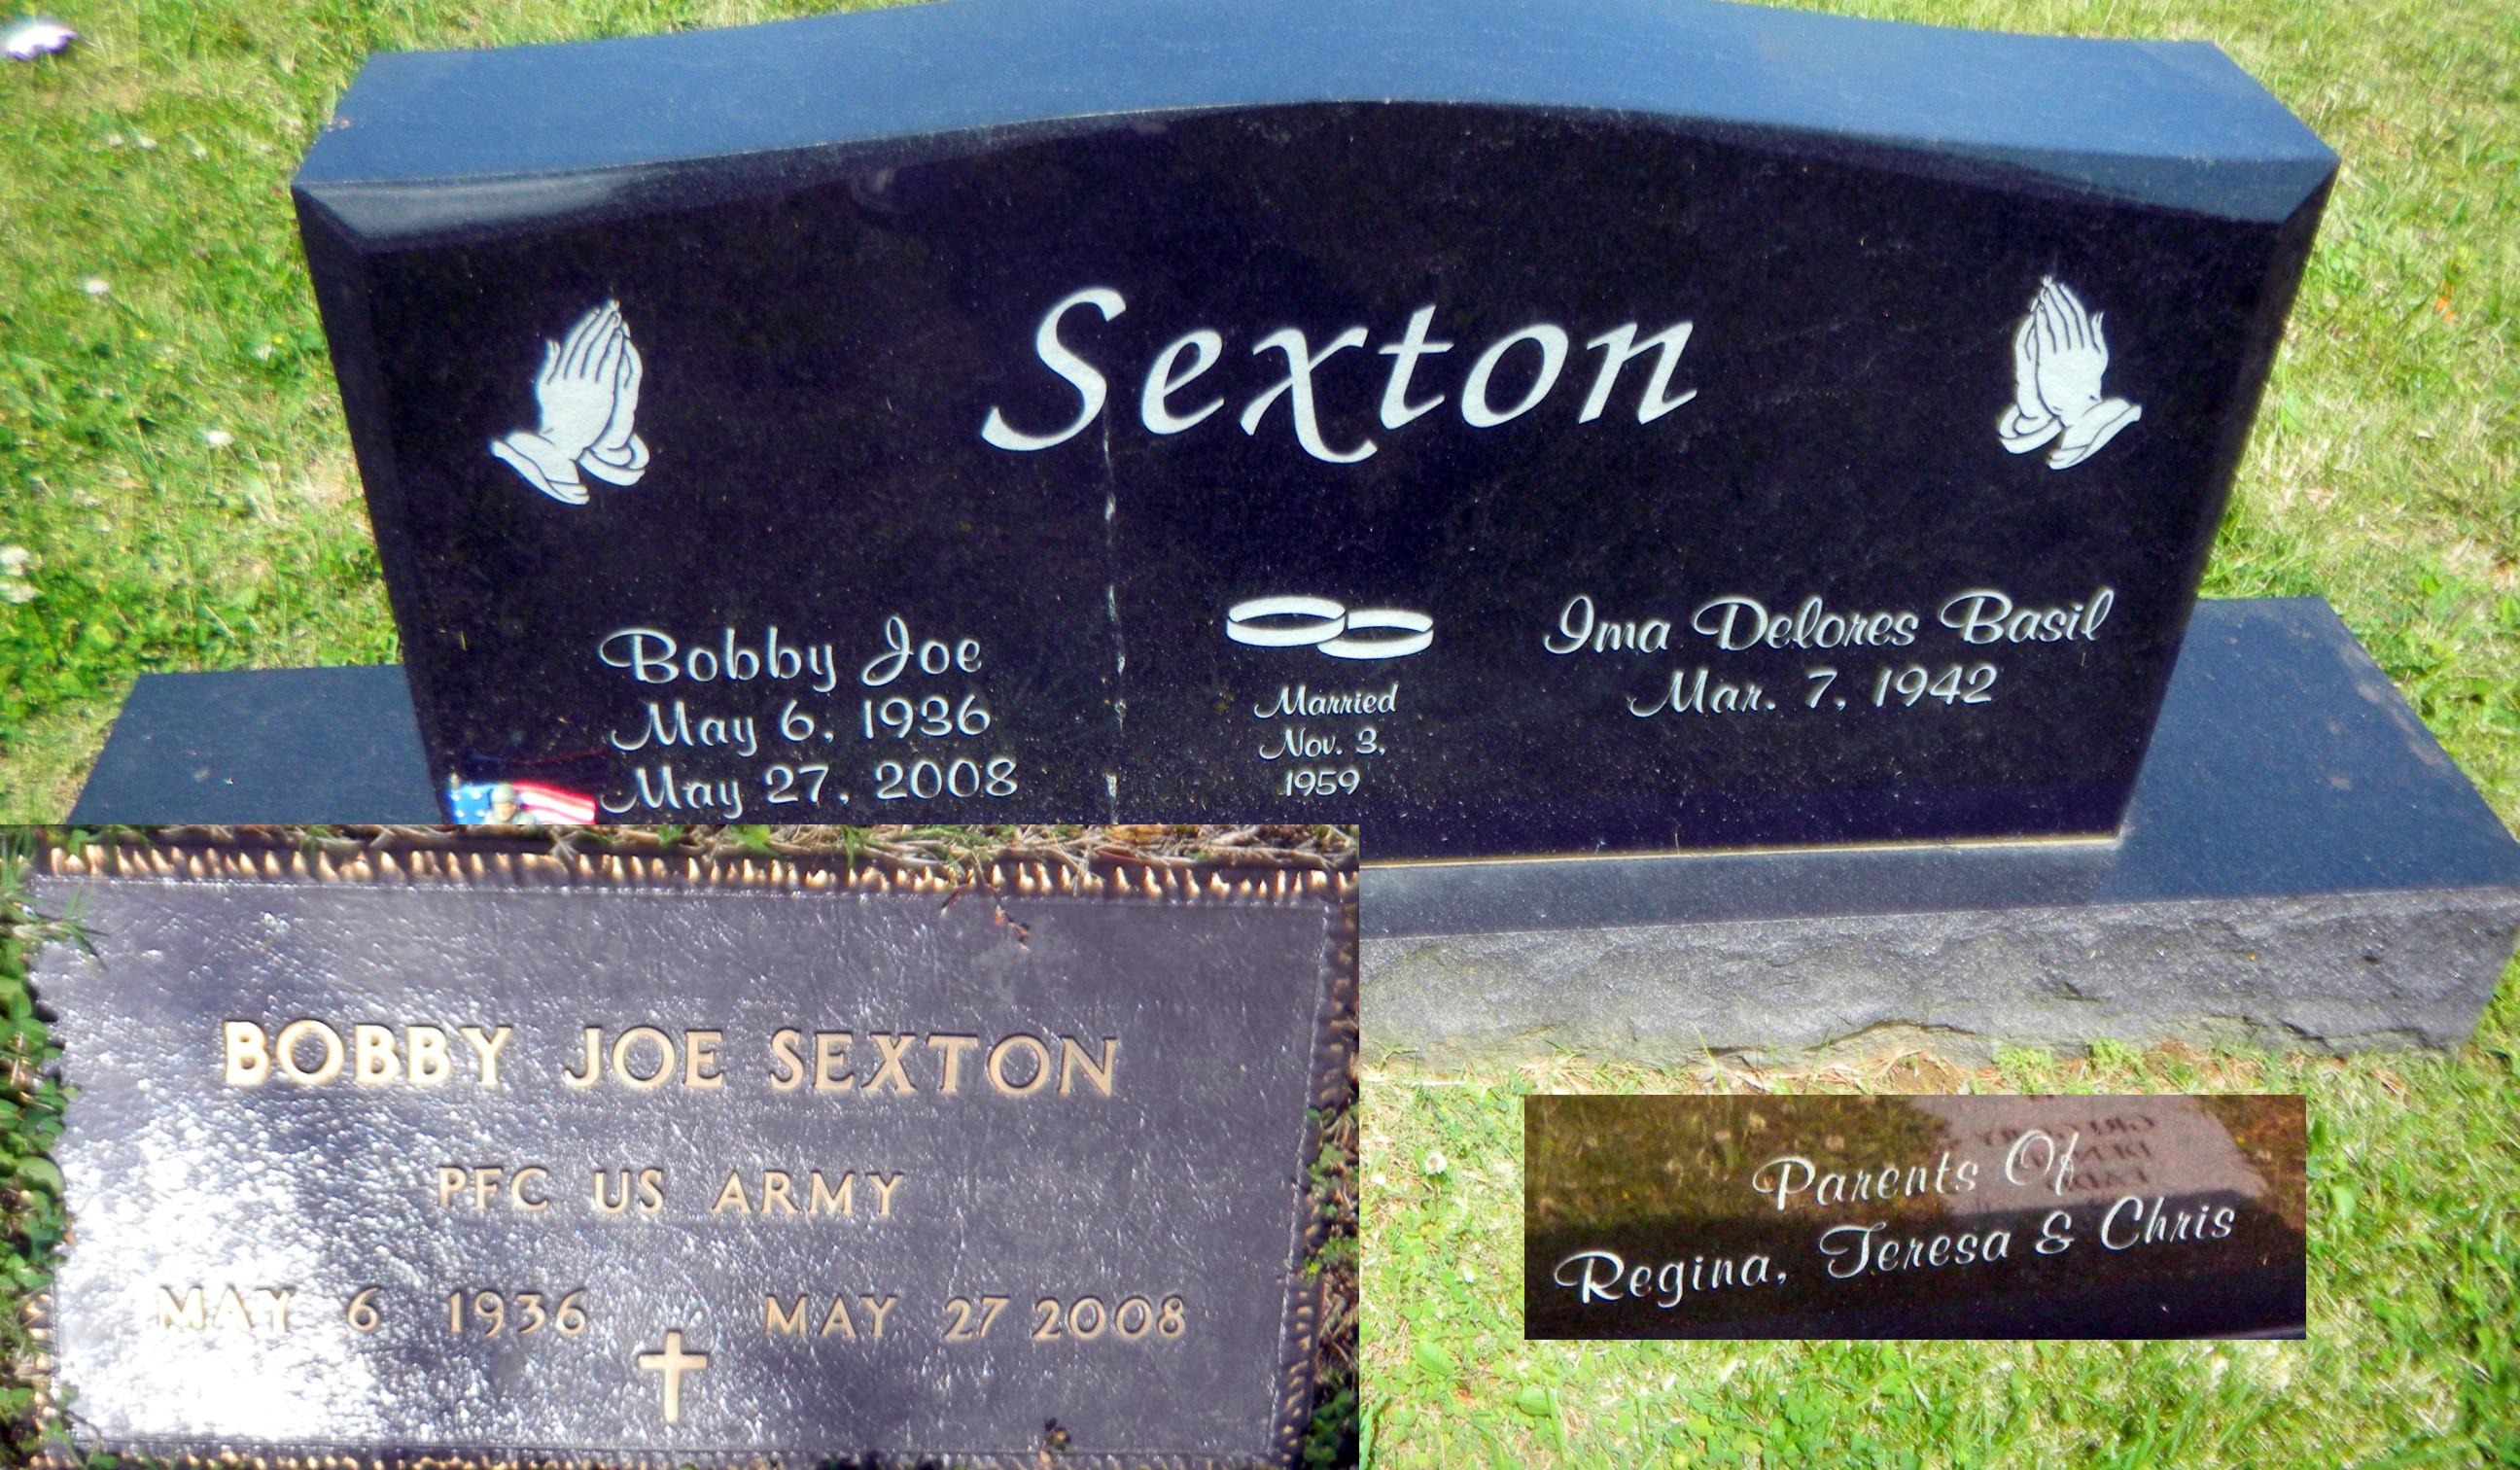 Sexton
Bobby Joe
May 6, 1936
May 27, 2008
Married
Nov. 3,
1959
Ima Delores Basil
Mar. 7, 1942
BOBBY JOE SEXTON
PFC US ARMY
MAY 6 1936 MAY 27 2008
Parents Of
Regina, Teresa & Chris